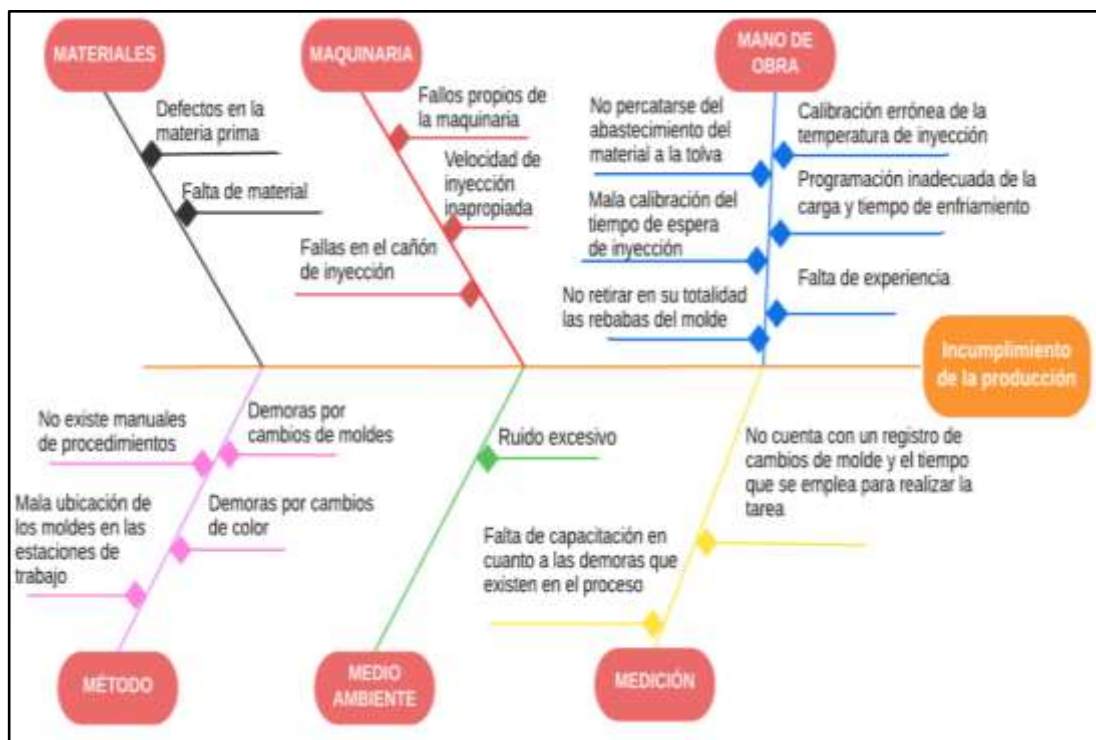 MATERIALES
Defectos en la
materia prima
Falta de material
MAQUINARIA
Fallos propios de
la maquinaria
Velocidad de
inyección
inapropiada
Fallas en el cañón
de inyección
MANO DE
OBRA
No percatarse del
abastecimiento del
material a la tolva
Mala calibración del
tiempo de espera
de inyección
No retirar en su totalidad
las rebabas del molde
Calibración errónea de la
temperatura de inyección
Programación inadecuada de la
carga y tiempo de enfriamiento
Falta de experiencia
Incumplimiento
de la producción
No existe manuales
de procedimientos
Mala ubicación de
los moldes en las
estaciones de
trabajo
Demoras por
cambios de moldes
Demoras por cambios
de color
MÉTODO
Ruido excesivo
MEDIO
AMBIENTE
No cuenta con un registro de
cambios de molde y el tiempo
que se emplea para realizar la
tarea
Falta de capacitación en
cuanto a las demoras que
existen en el proceso
MEDICIÓN